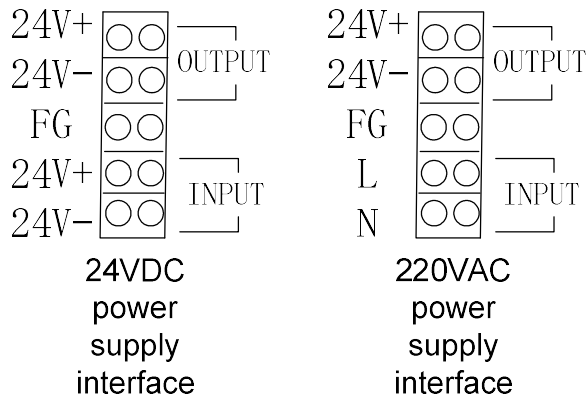 24V+
24V-
OUTPUT
FG
24V+
24V-
INPUT
24VDC
power
supply
interface
24V+
24V-
OUTPUT
FG
L
N
INPUT
220VAC
power
supply
interface